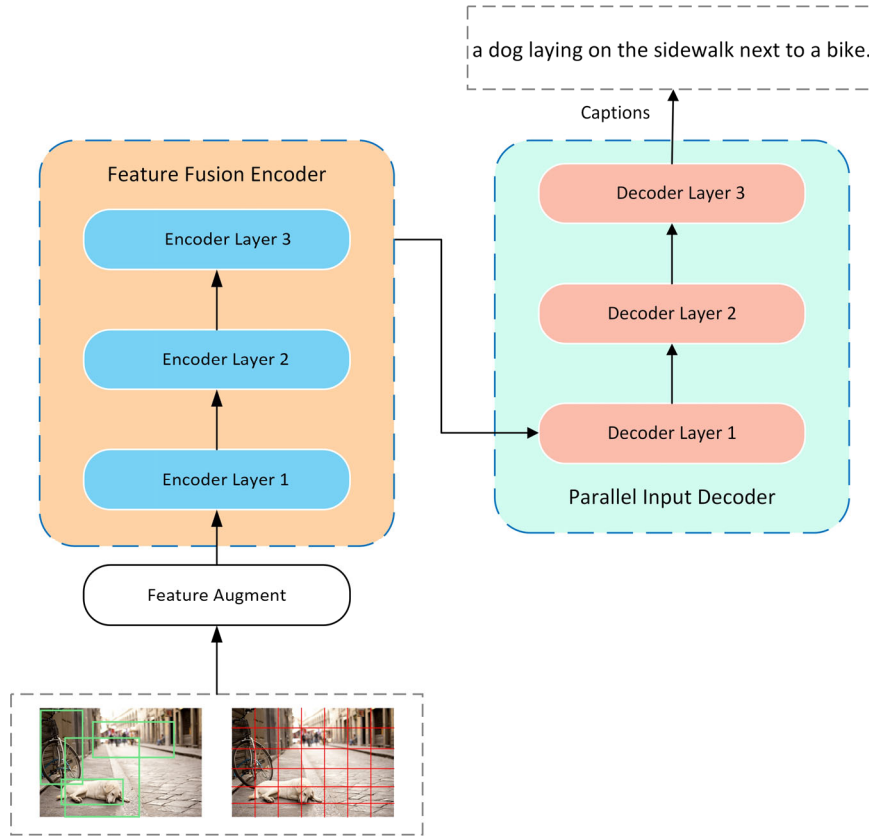 a dog laying on the sidewalk next to a bike.
Captions
Feature Fusion Encoder
Encoder Layer 3
Encoder Layer 2
Encoder Layer 1
Feature Augment
Decoder Layer 3
Decoder Layer 2
Decoder Layer 1
Parallel Input Decoder